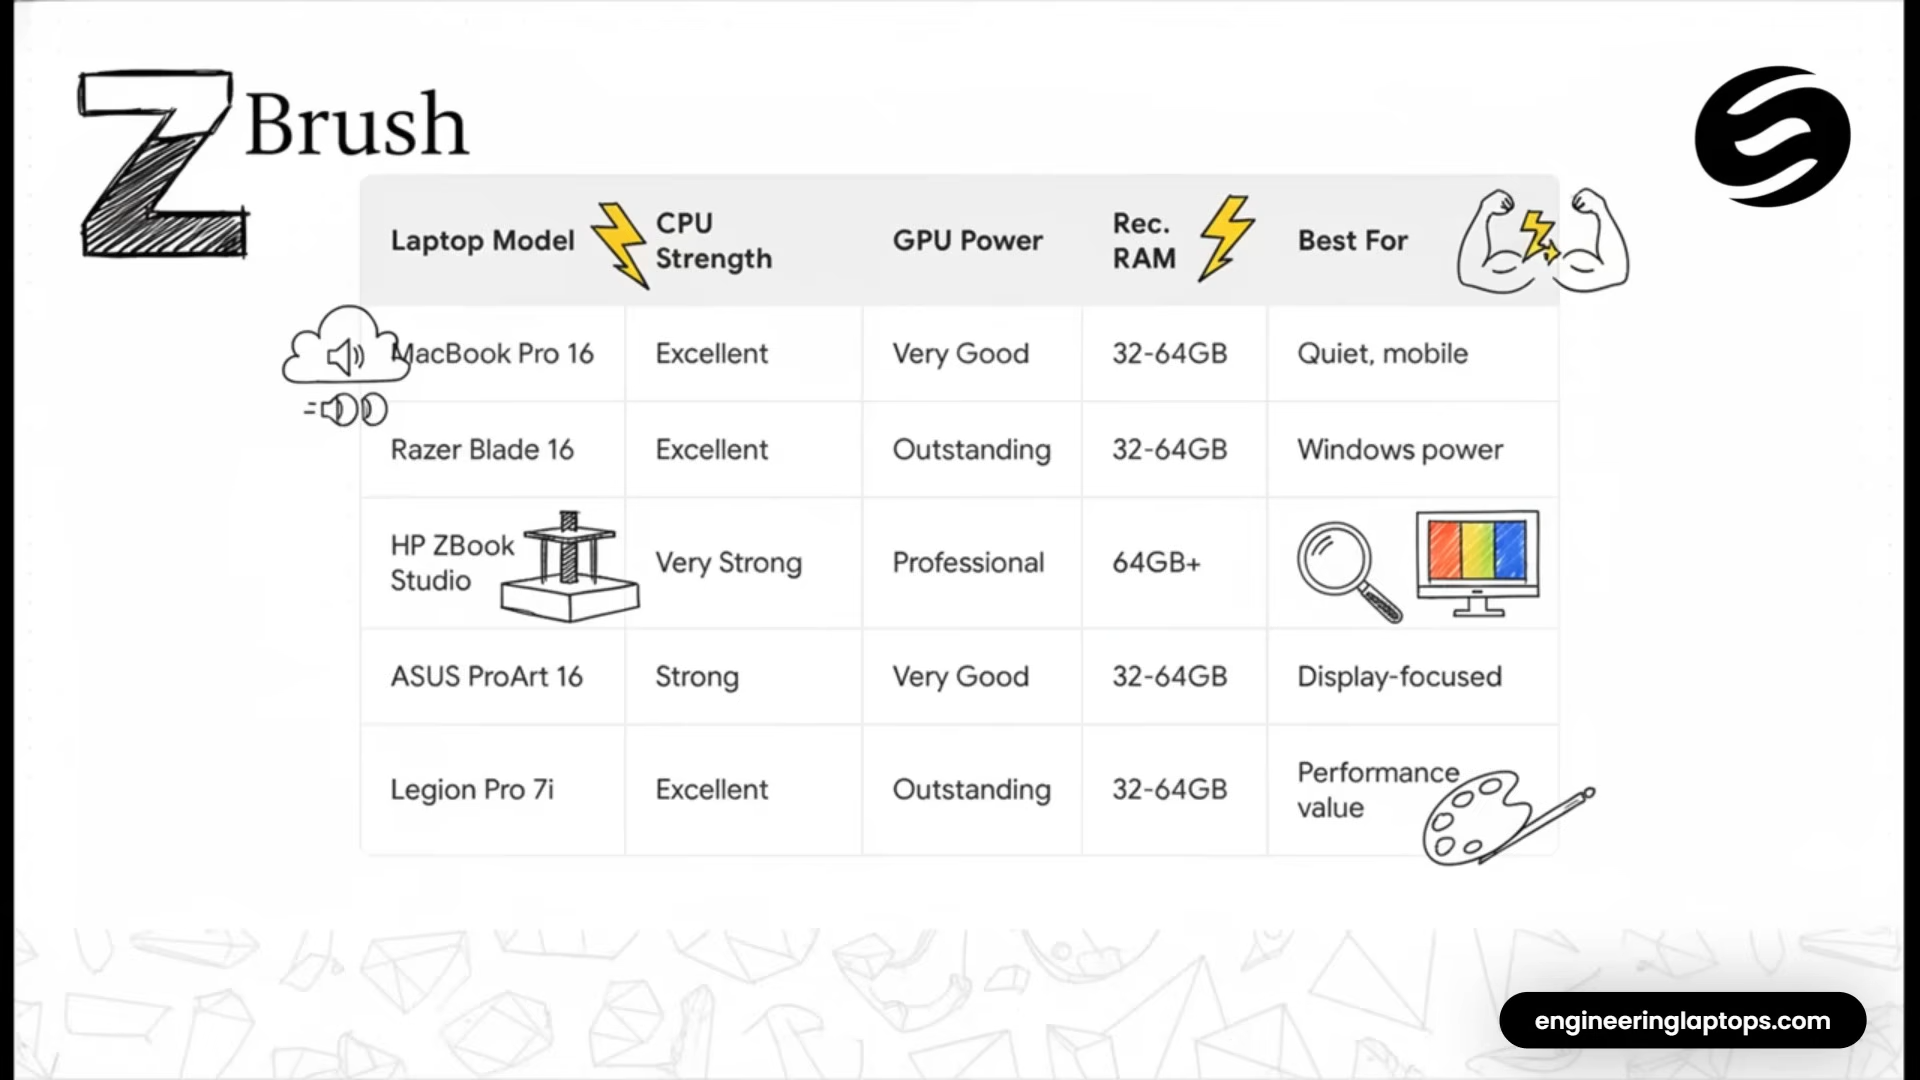 Z Brush
Laptop Model
CPU
Strength
GPU Power
Rec.
RAM
Best For
MacBook Pro 16
Excellent
Very Good
32-64GB
Quiet, mobile
Razer Blade 16
Excellent
Outstanding
32-64GB
Windows power
HP ZBook
Studio
Very Strong
Professional
64GB+
ASUS ProArt 16
Strong
Very Good
32-64GB
Display-focused
Legion Pro 7i
Excellent
Outstanding
32-64GB
Performance
value
engineeringlaptops.com